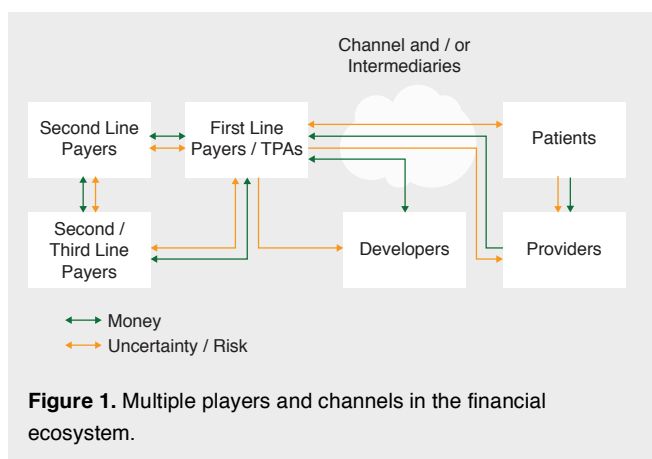 Channel and / or
Intermediaries
Second Line
Payers
First Line
Payers / TPAs
Patients
Second /
Third Line
Payers
Developers
Providers
Money
Uncertainty / Risk
Figure 1. Multiple players and channels in the financial
ecosystem.